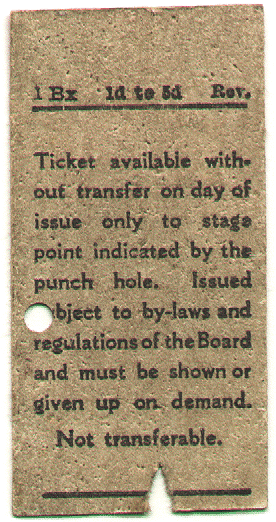 1 Bx 1d to 5d Rev.
Ticket available with-
out transfer on day of
issue only to stage
point indicated by the
punch hole. Issued
bject to by-laws and
regulations of the Board
and must be shown or
given up on demand.
Not transferable.